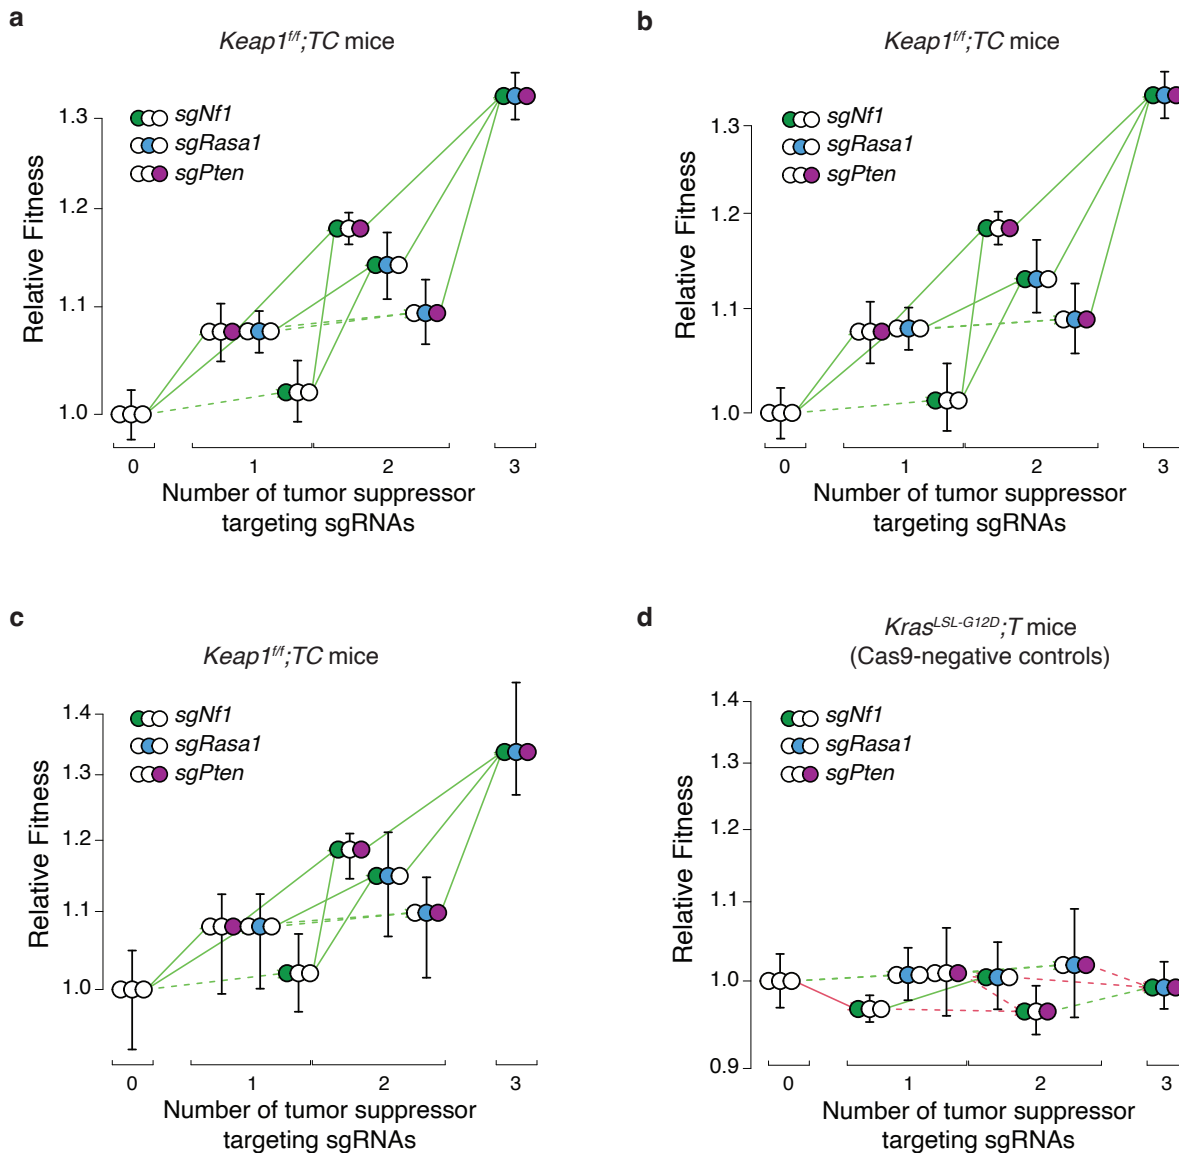 a
Keap1f/f;TC mice
Relative Fitness
1.3
1.2
1.1
1.0
sgNf1
sgRasa1
sgPten
0
1
2
3
Number of tumor suppressor
targeting sgRNAs
b
Keap1f/f;TC mice
Relative Fitness
1.3
1.2
1.1
1.0
sgNf1
sgRasa1
sgPten
0
1
2
3
Number of tumor suppressor
targeting sgRNAs
c
Keap1f/f;TC mice
Relative Fitness
1.4
1.3
1.2
1.1
1.0
sgNf1
sgRasa1
sgPten
0
1
2
3
Number of tumor suppressor
targeting sgRNAs
d
KrasLSL-G12D;T mice
(Cas9-negative controls)
Relative Fitness
1.4
1.3
1.2
1.1
1.0
0.9
sgNf1
sgRasa1
sgPten
0
1
2
3
Number of tumor suppressor
targeting sgRNAs